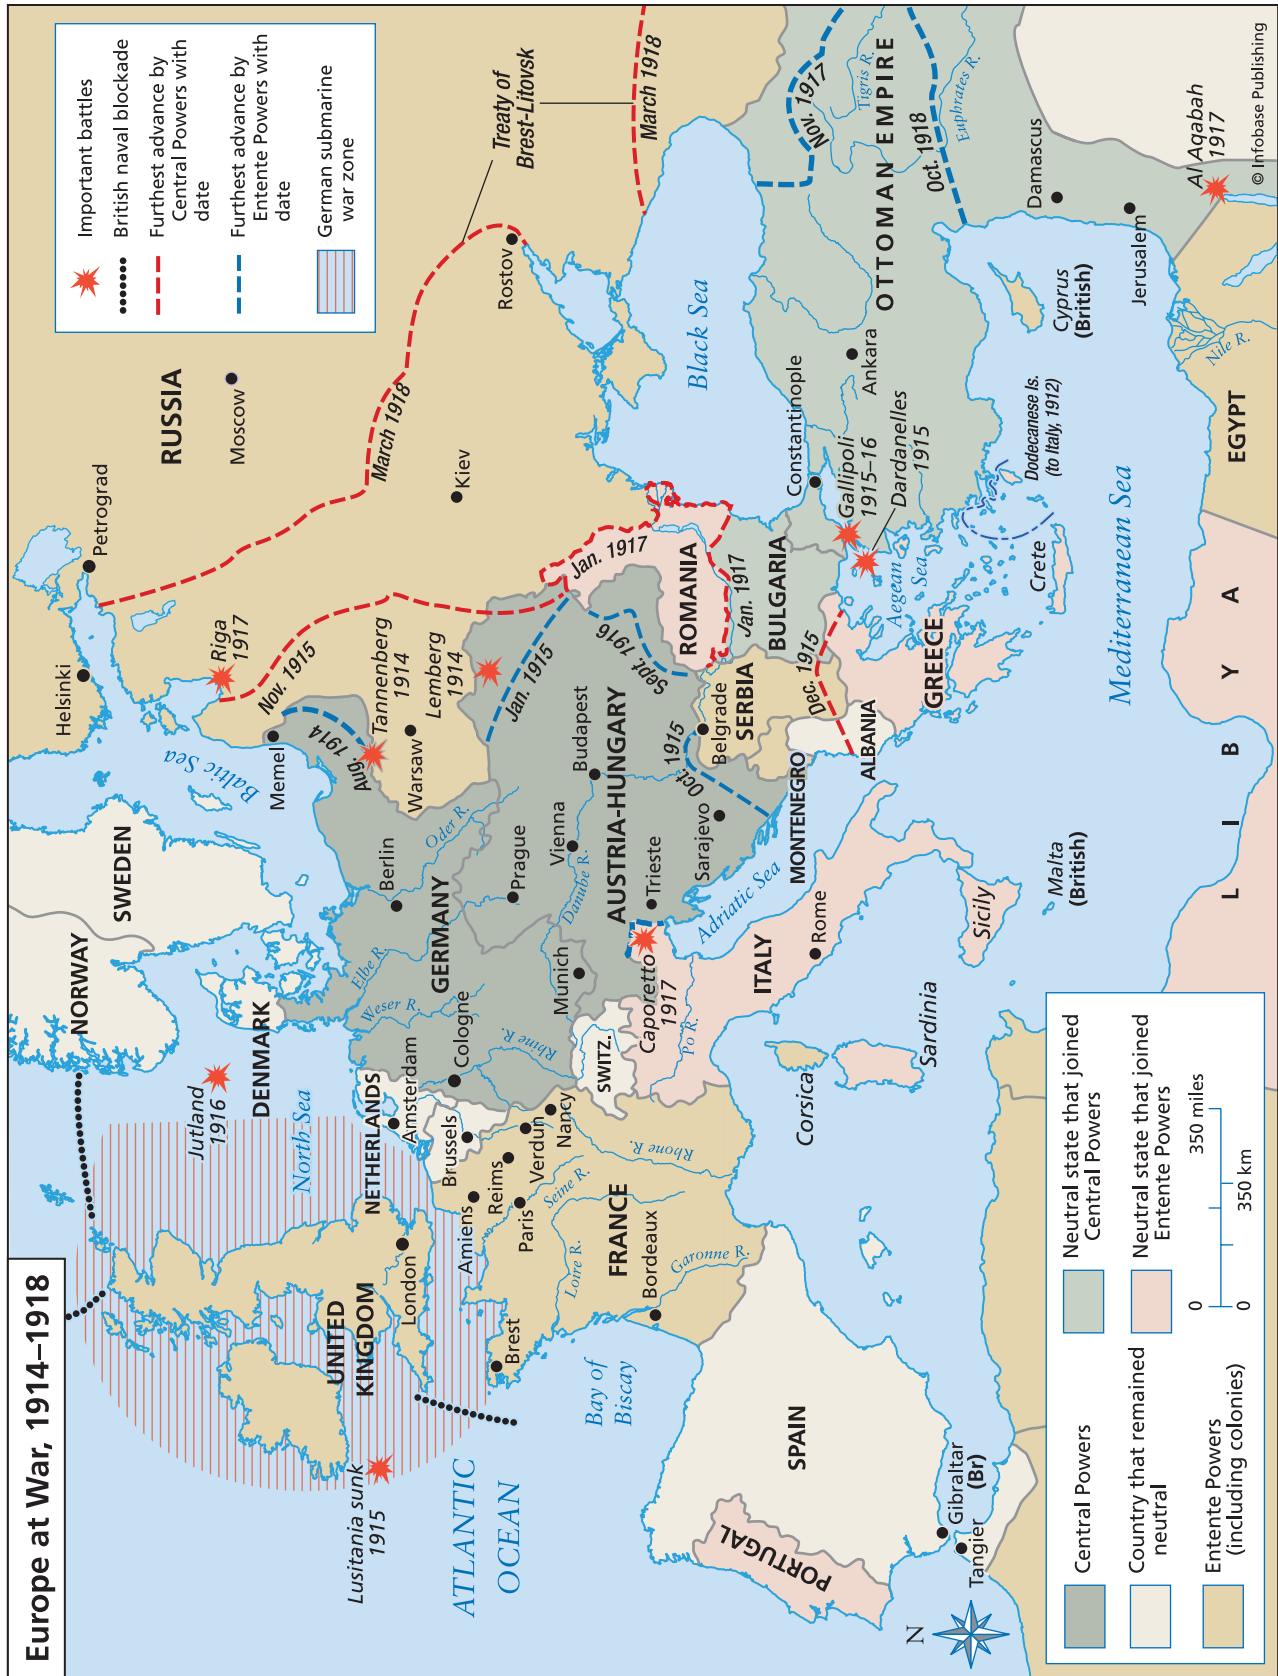 Europe at War, 1914–1918
Important battles
British naval blockade
Furthest advance by
Central Powers with
date
Furthest advance by
Entente Powers with
date
German submarine
war zone
Treaty of
Brest-Litovsk
March 1918
March 1918
RUSSIA
Moscow
Petrograd
Helsinki
Riga
1917
Nov. 1915
Kiev
Rostov
NORWAY
SWEDEN
Baltic Sea
Memel
Aug. 1914
Tannenberg
1914
Warsaw
Lemberg
1914
Jan. 1915
Jan. 1917
Sept. 1916
ROMANIA
Jan. 1917
Black Sea
Jutland
1916
DENMARK
North Sea
NETHERLANDS
Amsterdam
Brussels
Cologne
Berlin
GERMANY
Elbe R.
Weser R.
Oder R.
Rhine R.
Prague
Munich
Vienna
Danube R.
Budapest
AUSTRIA-HUNGARY
Trieste
Sarajevo
Oct. 1915
Belgrade
SERBIA
Dec. 1915
BULGARIA
MONTENEGRO
ALBANIA
GREECE
Aegean
Sea
Crete
Dodecanese Is.
(to Italy, 1912)
Constantinople
Gallipoli
1915–16
Dardanelles
1915
Ankara
OTTOMAN EMPIRE
Nov. 1917
Oct. 1918
Tigris R.
Euphrates R.
Damascus
Jerusalem
Al Aqabah
1917
Cyprus
(British)
Nile R.
EGYPT
LIBYA
Mediterranean Sea
Malta
(British)
Sicily
Sardinia
Corsica
Rome
ITALY
Adriatic Sea
Caporetto
1917
Po R.
SWITZ.
UNITED
KINGDOM
London
Lusitania sunk
1915
ATLANTIC
OCEAN
Brest
Amiens
Reims
Paris
Verdun
Nancy
Seine R.
Loire R.
FRANCE
Rhone R.
Bordeaux
Garonne R.
Bay of
Biscay
SPAIN
PORTUGAL
Gibraltar
(Br)
Tangier
N
Central Powers
Country that remained
neutral
Entente Powers
(including colonies)
Neutral state that joined
Central Powers
Neutral state that joined
Entente Powers
0 350 miles
0 350 km
© Infobase Publishing